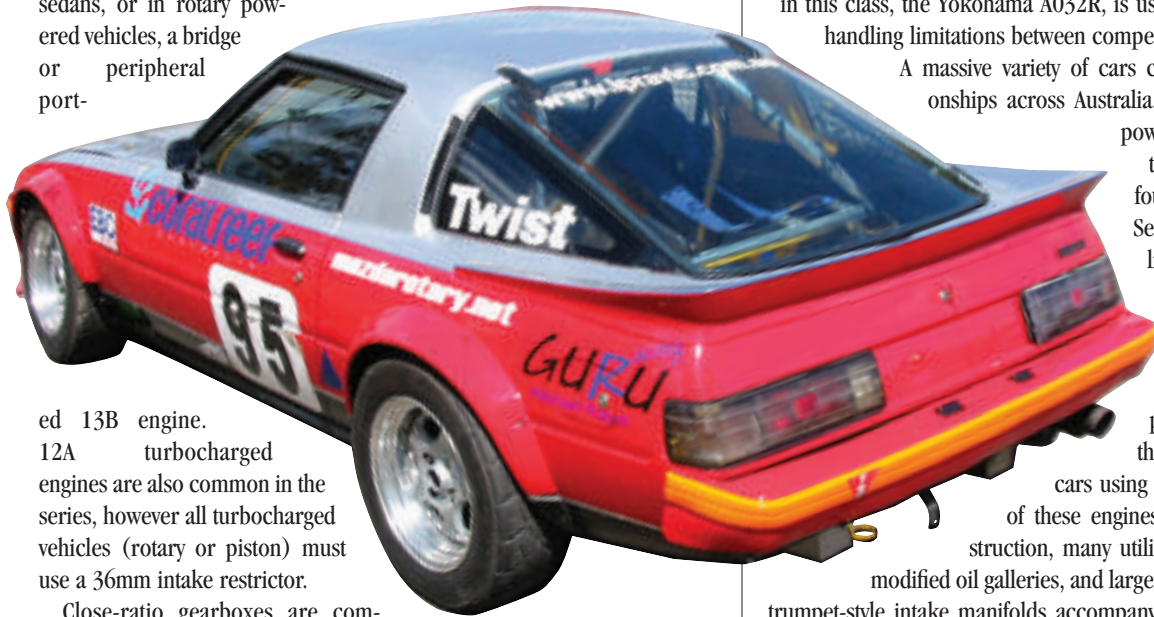 sedans, or in rotary pow-
ered vehicles, a bridge
or peripheral
port-
ed 13B engine.
12A turbocharged
engines are also common in the
series, however all turbocharged
vehicles (rotary or piston) must
use a 36mm intake restrictor.
Close-ratio gearboxes are com-
Twist
EBC
coralreef
mazdarotary.net
95
GURU
in this class, the Yokohama A032R, is us
handling limitations between compe
A massive variety of cars c
onships across Australia
pow
t
fou
Se
li
p
th
cars using
of these engines
struction, many utili
modified oil galleries, and large
trumpet-style intake manifolds accompany